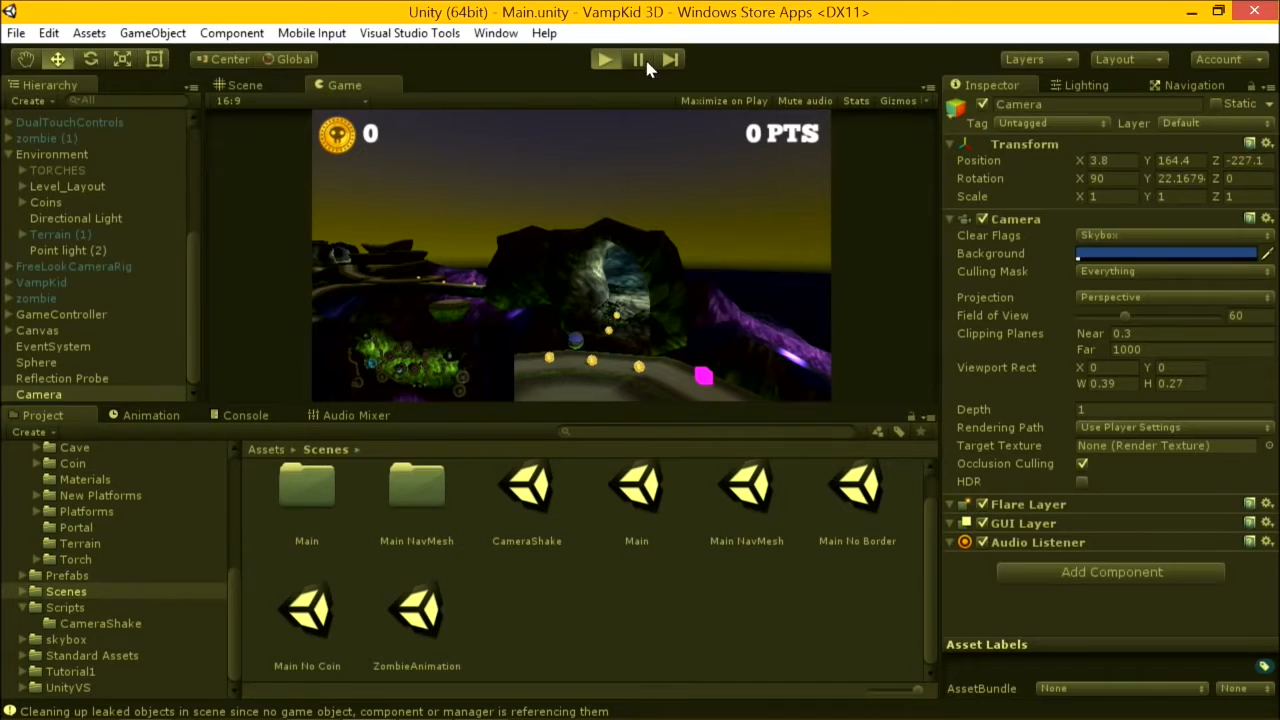 Unity (64bit) - Main.unity - VampKid 3D - Windows Store Apps <DX11>
File Edit Assets GameObject Component Mobile Input Visual Studio Tools Window Help
Center Global Layers Layout Account
Hierarchy
Create All
DualTouchControls
zombie (1)
Environment
TORCHES
Level_Layout
Coins
Directional Light
Terrain (1)
Point light (2)
FreeLookCameraRig
VampKid
zombie
GameController
Canvas
EventSystem
Sphere
Reflection Probe
Camera
Scene Game
16:9 Maximize on Play Mute audio Stats Gizmos
0 0 PTS
Inspector Lighting Navigation
Camera Static
Tag Untagged Layer Default
Transform
Position X 3.8 Y 164.4 Z -227.1
Rotation X 90 Y 22.1679 Z 0
Scale X 1 Y 1 Z 1
Camera
Clear Flags Skybox
Background
Culling Mask Everything
Projection Perspective
Field of View 60
Clipping Planes Near 0.3
Far 1000
Viewport Rect X 0 Y 0
W 0.39 H 0.27
Depth 1
Rendering Path Use Player Settings
Target Texture None (Render Texture)
Occlusion Culling
HDR
Flare Layer
GUI Layer
Audio Listener
Add Component
Asset Labels
AssetBundle None None
Project Animation Console Audio Mixer
Create
Cave
Coin
Materials
New Platforms
Platforms
Portal
Terrain
Torch
Prefabs
Scenes
Scripts
CameraShake
skybox
Standard Assets
Tutorial1
UnityVS
Assets Scenes
Main Main NavMesh CameraShake Main Main NavMesh Main No Border
Main No Coin ZombieAnimation
Cleaning up leaked objects in scene since no game object, component or manager is referencing them